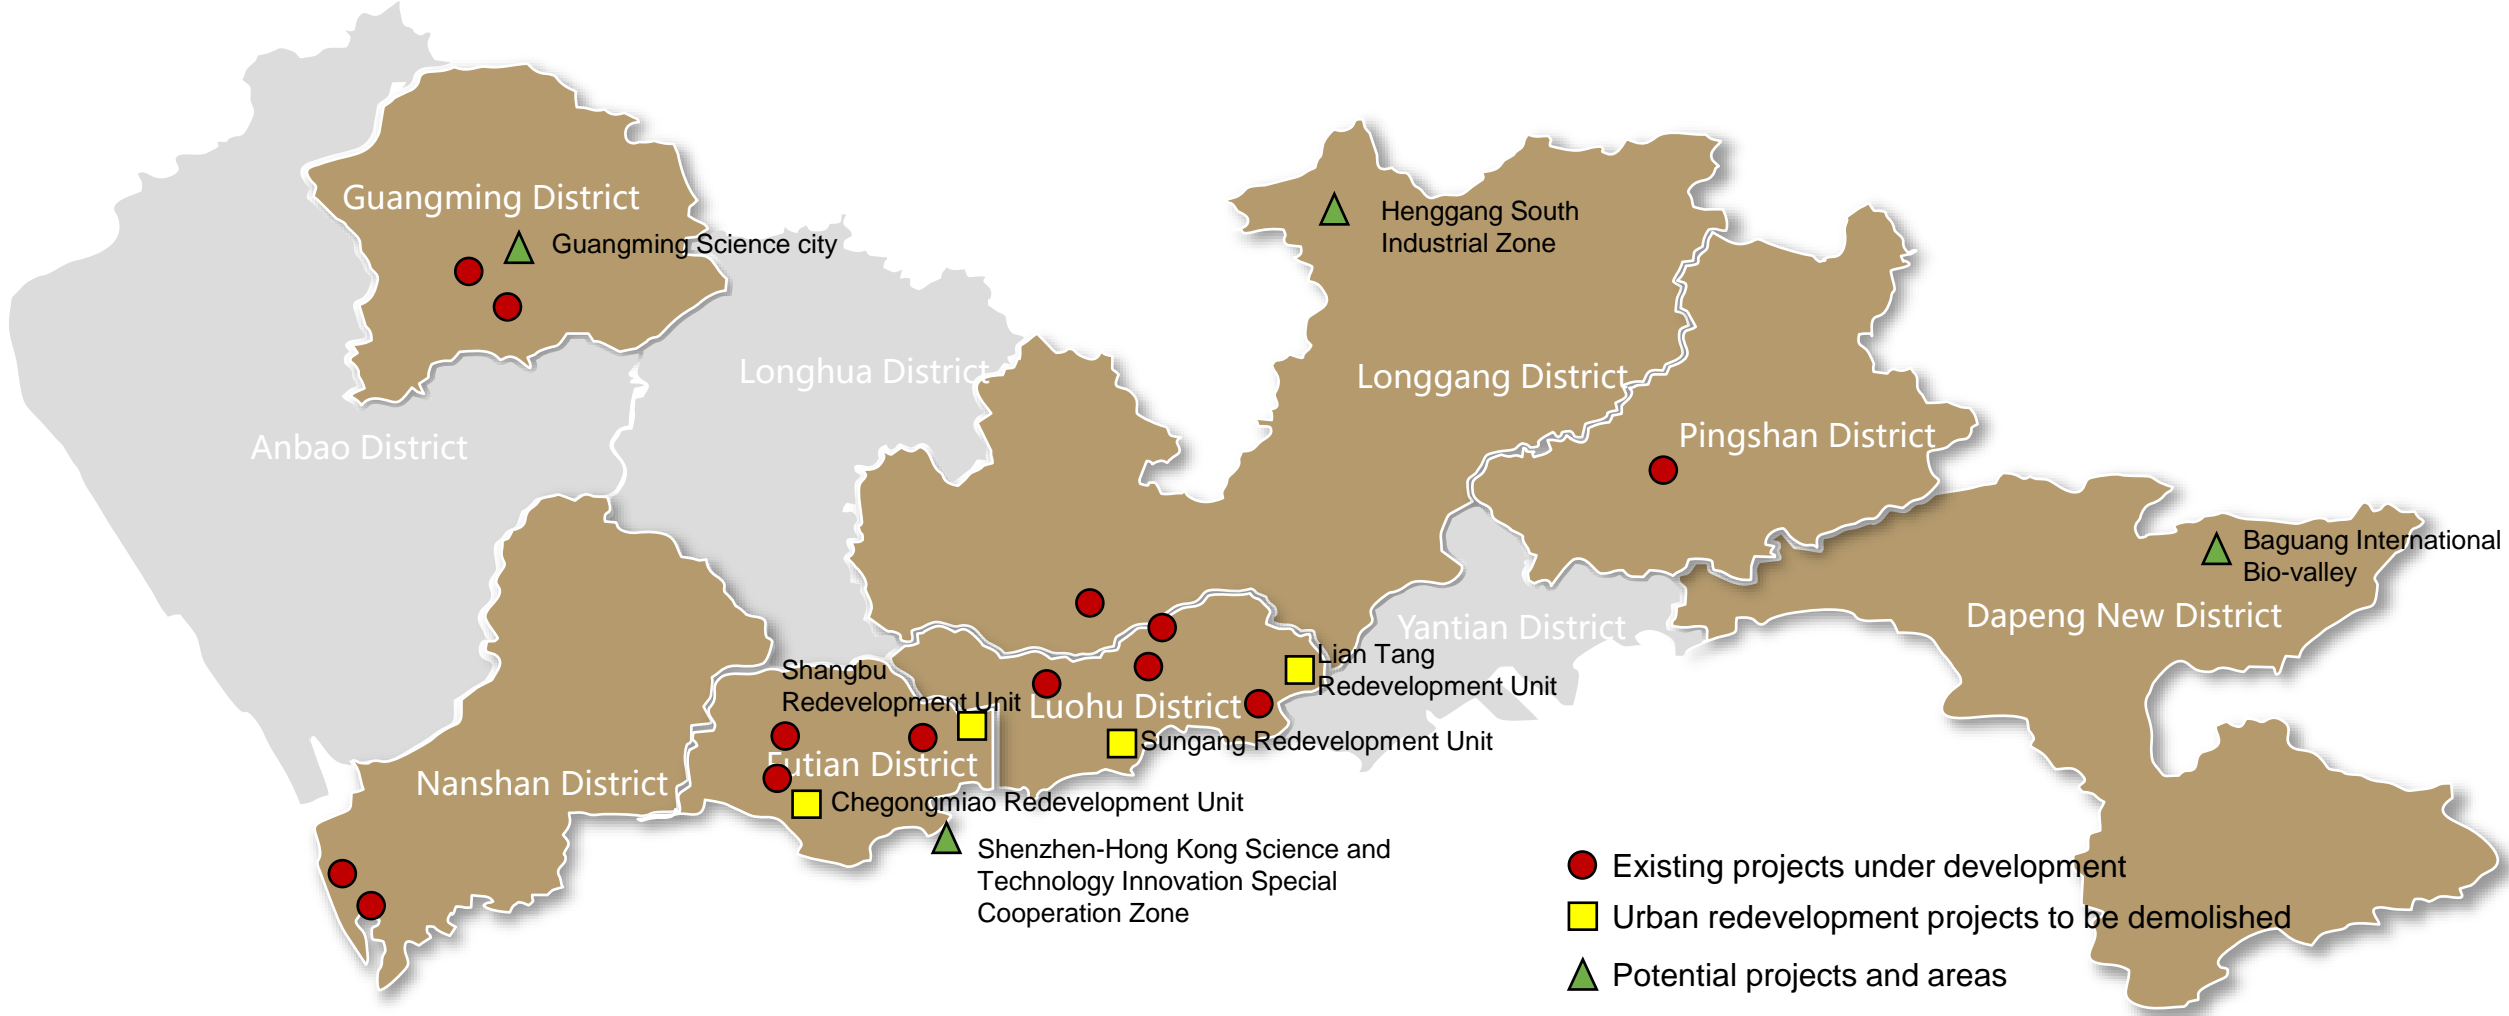 Guangming District
Guangming Science city
Henggang South
Industrial Zone
Longhua District
Longgang District
Anbao District
Pingshan District
Baguang International
Bio-valley
Dapeng New District
Yantian District
Shangbu
Redevelopment Unit
Lian Tang
Redevelopment Unit
Luohu District
Sungang Redevelopment Unit
Futian District
Nanshan District
Chegongmiao Redevelopment Unit
Shenzhen-Hong Kong Science and
Technology Innovation Special
Cooperation Zone
Existing projects under development
Urban redevelopment projects to be demolished
Potential projects and areas